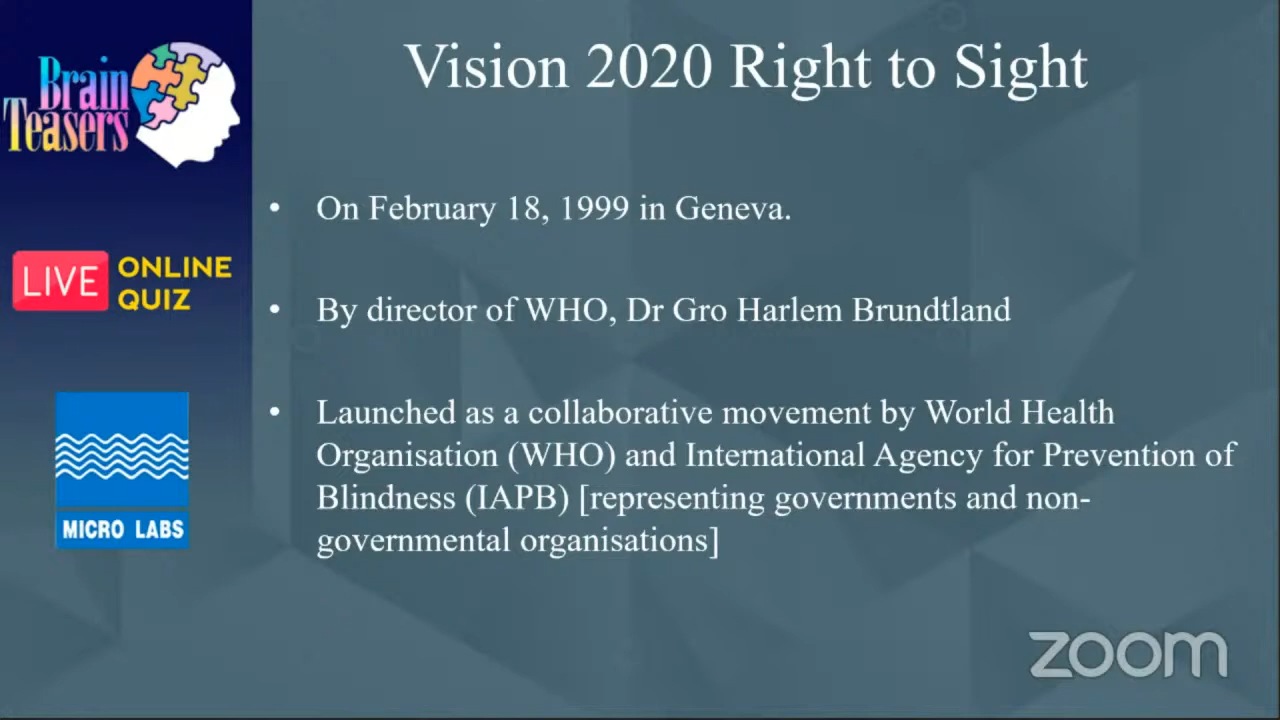 Brain
Teasers
LIVE ONLINE
QUIZ
MICRO LABS
Vision 2020 Right to Sight
• On February 18, 1999 in Geneva.
• By director of WHO, Dr Gro Harlem Brundtland
• Launched as a collaborative movement by World Health
Organisation (WHO) and International Agency for Prevention of
Blindness (IAPB) [representing governments and non-
governmental organisations]
zoom